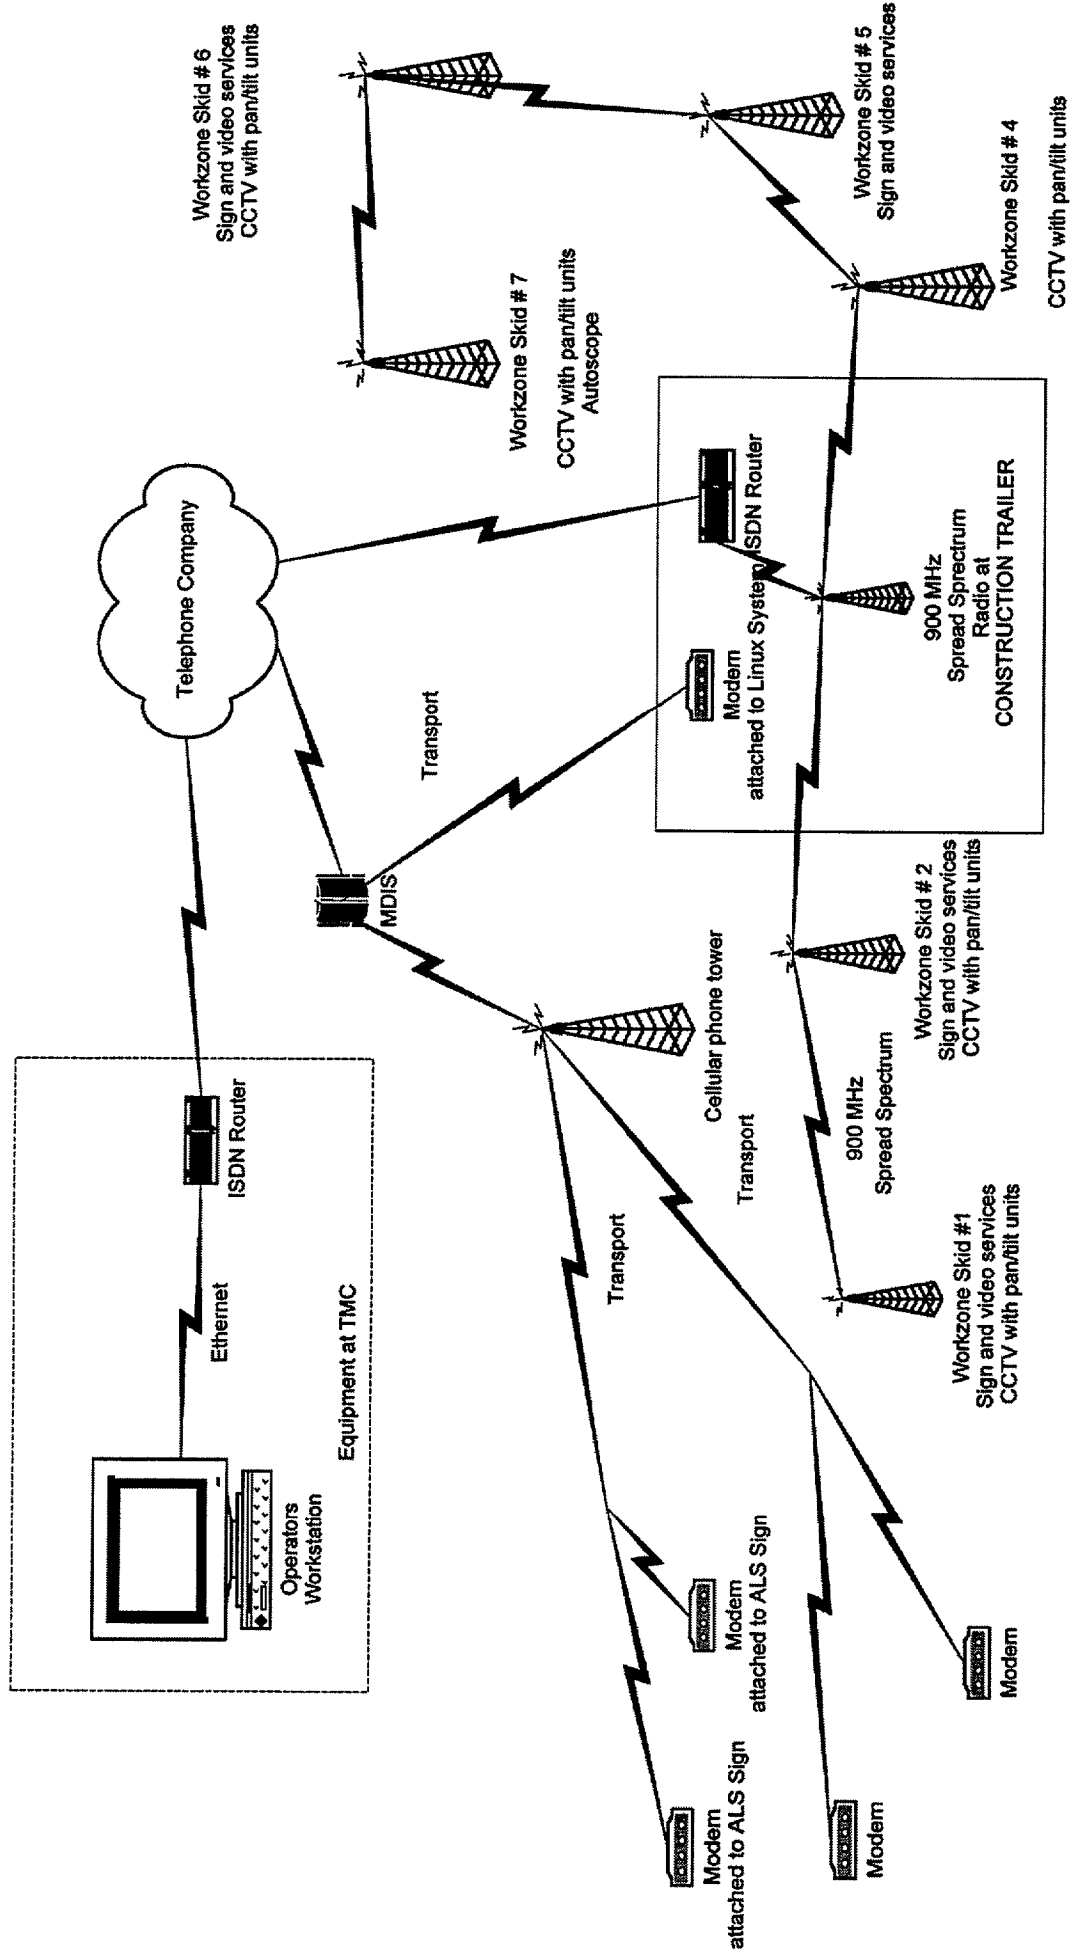 Operators
Workstation
Ethernet
ISDN Router
Equipment at TMC
Telephone Company
Workzone Skid # 6
Sign and video services
CCTV with pan/tilt units
Workzone Skid # 7
CCTV with pan/tilt units
Autoscope
MDIS
Transport
Cellular phone tower
Transport
Transport
Modem
attached to ALS Sign
Modem
attached to ALS Sign
Modem
Modem
Workzone Skid #1
Sign and video services
CCTV with pan/tilt units
900 MHz
Spread Spectrum
Workzone Skid # 2
Sign and video services
CCTV with pan/tilt units
Modem
attached to Linux System
ISDN Router
900 MHz
Spread Sprectrum
Radio at
CONSTRUCTION TRAILER
Workzone Skid # 5
Sign and video services
Workzone Skid # 4
CCTV with pan/tilt units